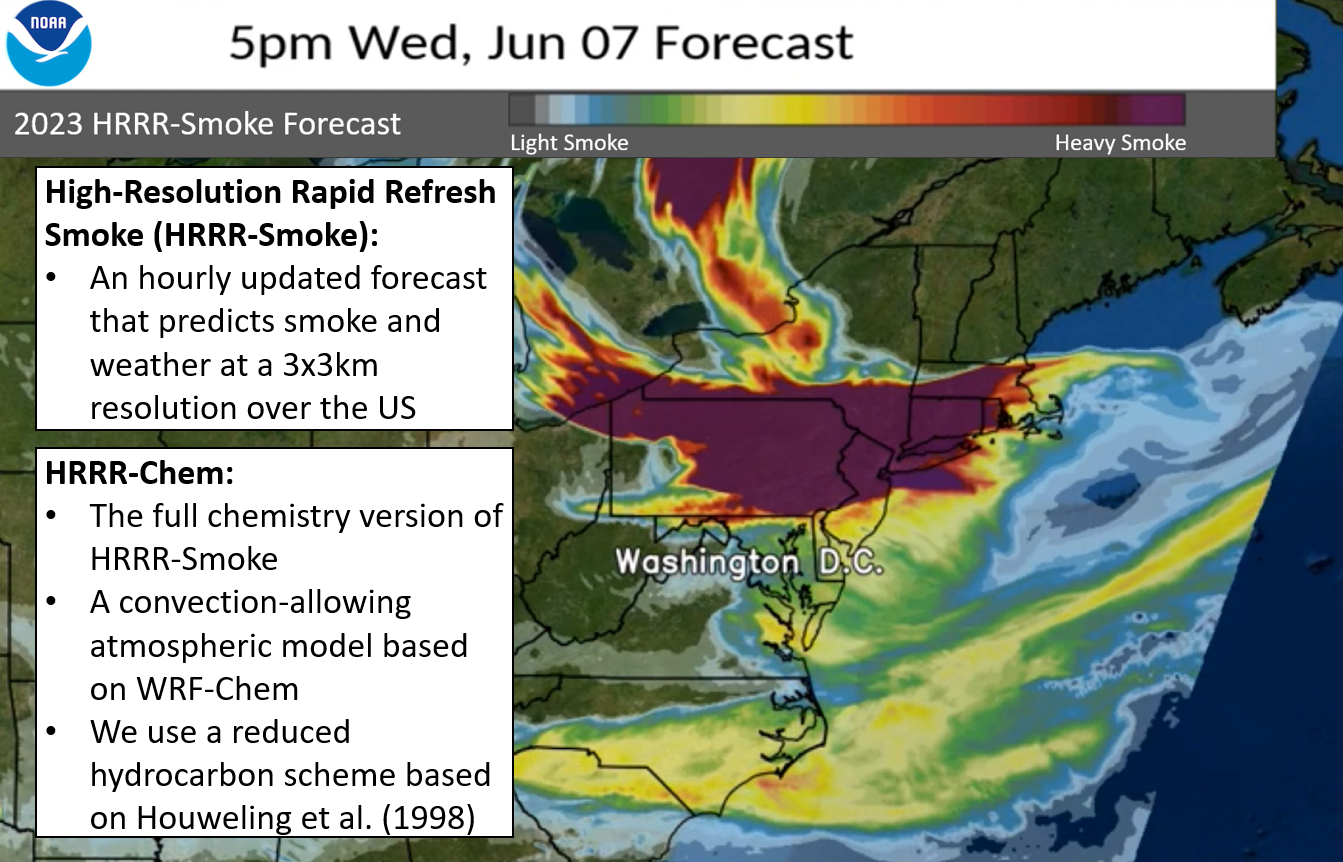 NOAA
5pm Wed, Jun 07 Forecast
2023 HRRR-Smoke Forecast
Light Smoke
Heavy Smoke
High-Resolution Rapid Refresh
Smoke (HRRR-Smoke):
• An hourly updated forecast
that predicts smoke and
weather at a 3x3km
resolution over the US
HRRR-Chem:
• The full chemistry version of
HRRR-Smoke
• A convection-allowing
atmospheric model based
on WRF-Chem
• We use a reduced
hydrocarbon scheme based
on Houweling et al. (1998)
Washington D.C.